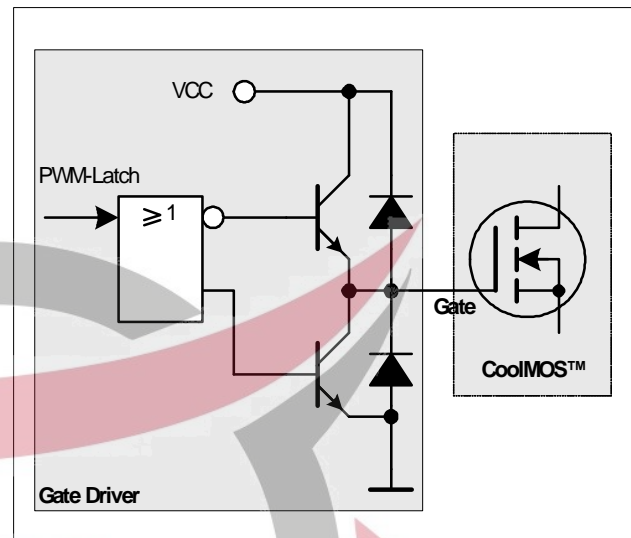 VCC
PWM-Latch
≥1
Gate
CoolMOS™
Gate Driver